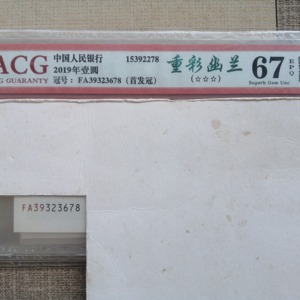 ACG 中国人民银行 15392278 重彩幽兰 67 EPQ
GUARANTY 2019年壹圆 (☆☆☆) Superb Gem Unc
冠号：FA39323678（首发冠）
FA39323678